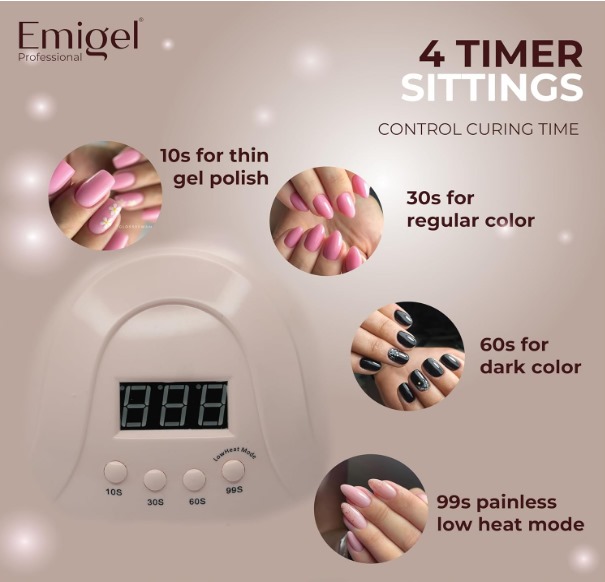 Emigel®
Professional
4 TIMER
SITTINGS
CONTROL CURING TIME
10s for thin
gel polish
30s for
regular color
60s for
dark color
888
LowHeat Mode
10S
30S
60S
99S
99s painless
low heat mode